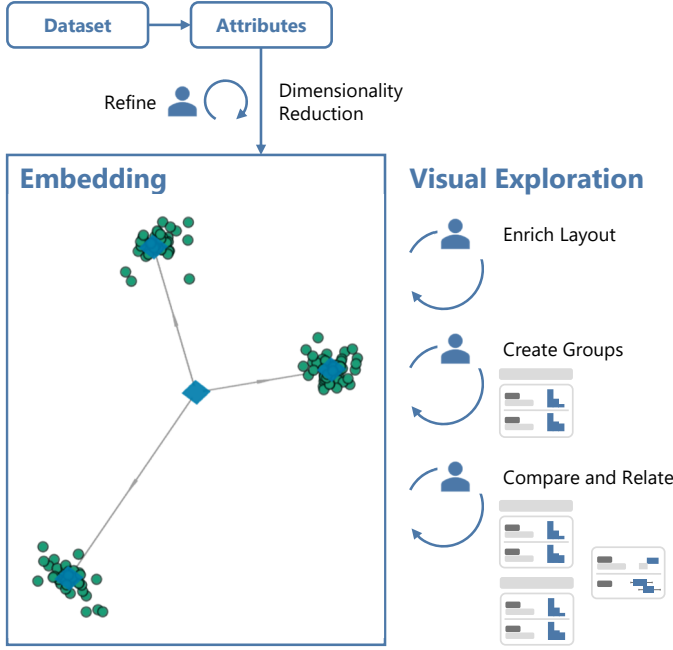 Dataset
Attributes
Refine
Dimensionality
Reduction
Embedding
Visual Exploration
Enrich Layout
Create Groups
Compare and Relate